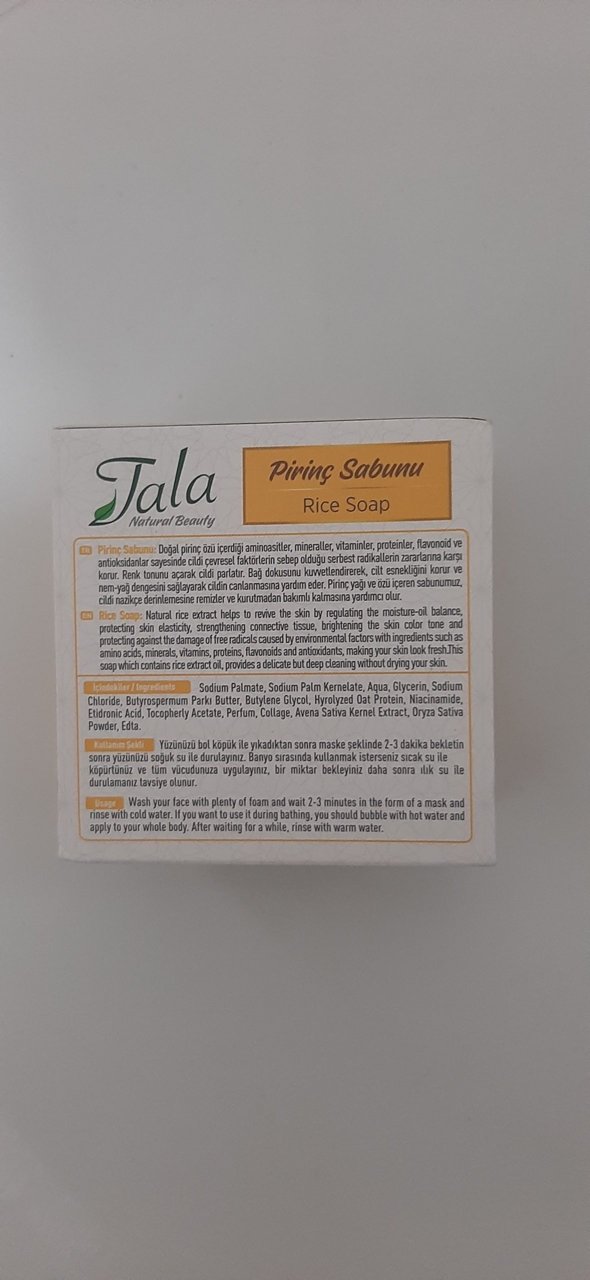 Tala
Natural Beauty
Pirinç Sabunu
Rice Soap
TR Pirinç Sabunu: Doğal pirinç özü içerdiği aminoasitler, mineraller, vitaminler, proteinler, flavonoid ve
antioksidanlar sayesinde cildi çevresel faktörlerin sebep olduğu serbest radikallerin zararlarına karşı
korur. Renk tonunu açarak cildi parlatır. Bağ dokusunu kuvvetlendirerek, cilt esnekliğini korur ve
nem-yağ dengesini sağlayarak cildin canlanmasına yardım eder. Pirinç yağı ve özü içeren sabunumuz,
cildi nazikçe derinlemesine remizler ve kurutmadan bakımlı kalmasına yardımcı olur.
EN Rice Soap: Natural rice extract helps to revive the skin by regulating the moisture-oil balance,
protecting skin elasticity, strengthening connective tissue, brightening the skin color tone and
protecting against the damage of free radicals caused by environmental factors with ingredients such as
amino acids, minerals, vitamins, proteins, flavonoids and antioxidants, making your skin look fresh.This
soap which contains rice extract oil, provides a delicate but deep cleaning without drying your skin.
İçindekiler / Ingredients Sodium Palmate, Sodium Palm Kernelate, Aqua, Glycerin, Sodium
Chloride, Butyrospermum Parkı Butter, Butylene Glycol, Hyrolyzed Oat Protein, Niacinamide,
Etidronic Acid, Tocopherly Acetate, Perfum, Collage, Avena Sativa Kernel Extract, Oryza Sativa
Powder, Edta.
Kullanım Şekli Yüzünüzü bol köpük ile yıkadıktan sonra maske şeklinde 2-3 dakika bekletin
sonra yüzünüzü soğuk su ile durulayınız. Banyo sırasında kullanmak isterseniz sıcak su ile
köpürtünüz ve tüm vücudunuza uygulayınız, bir miktar bekleyiniz daha sonra ılık su ile
durulamanız tavsiye olunur.
Usage Wash your face with plenty of foam and wait 2-3 minutes in the form of a mask and
rinse with cold water. If you want to use it during bathing, you should bubble with hot water and
apply to your whole body. After waiting for a while, rinse with warm water.